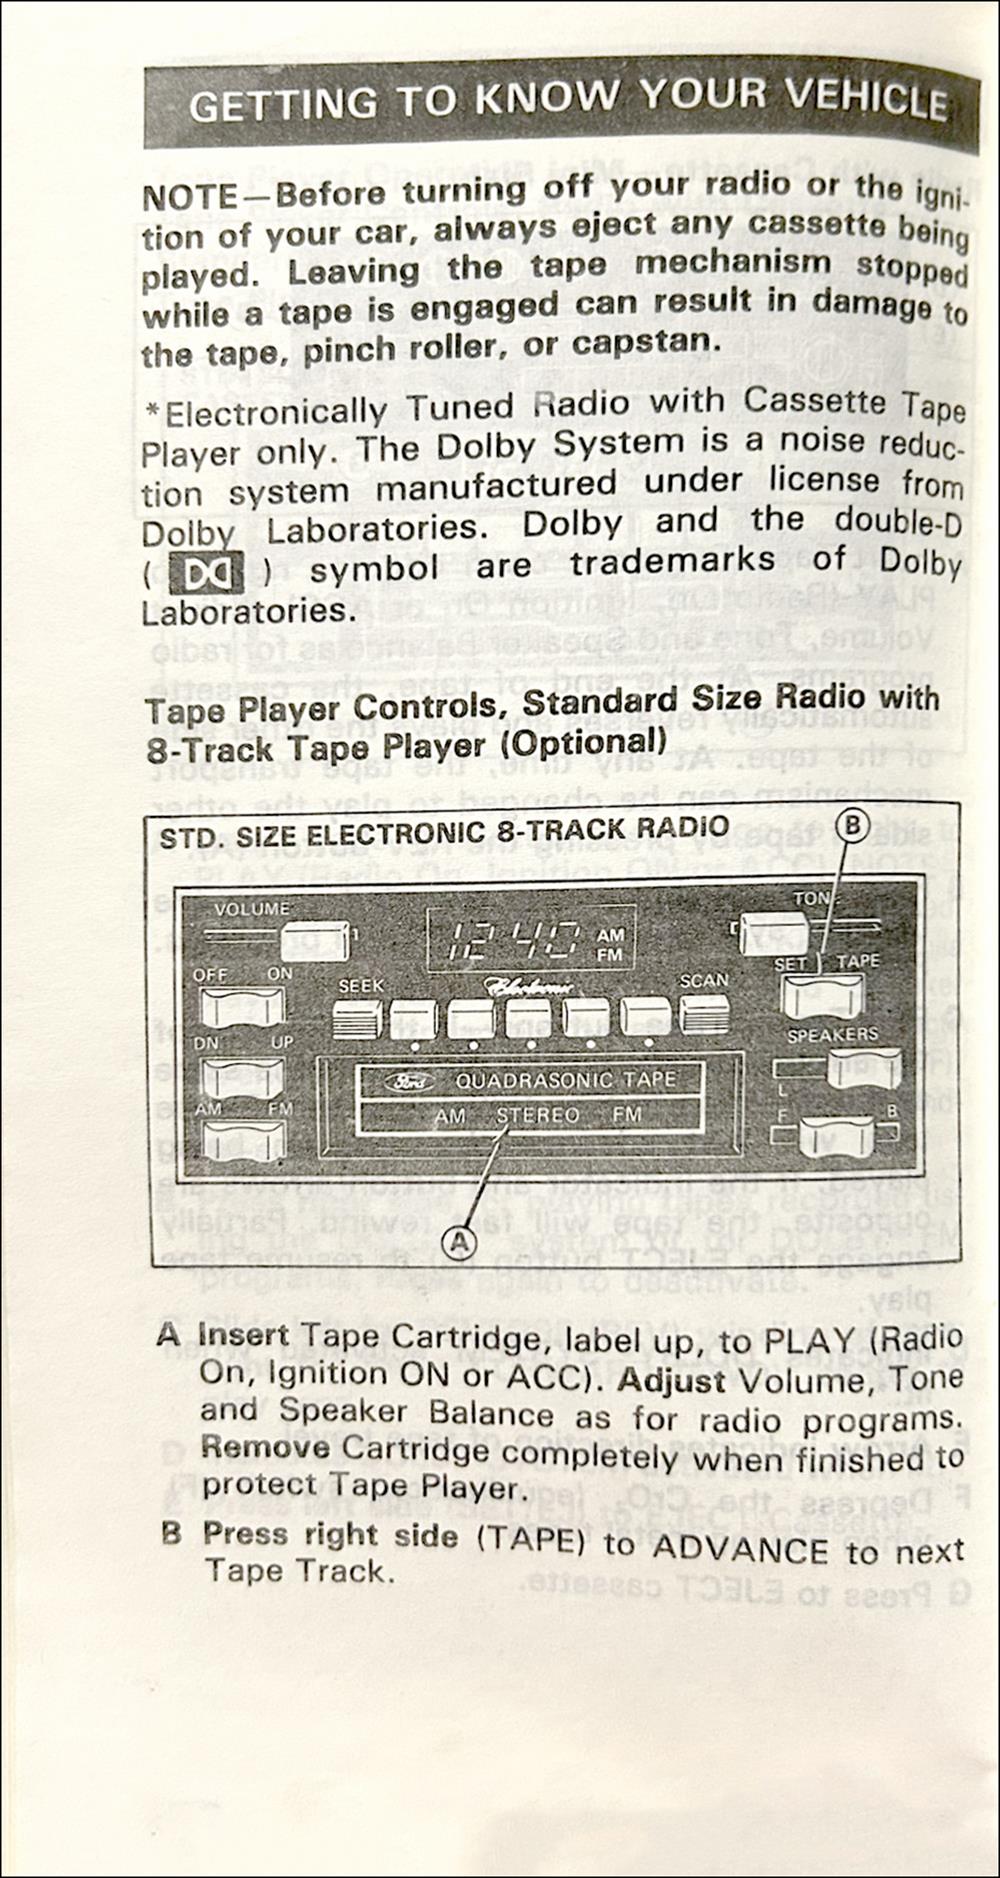 GETTING TO KNOW YOUR VEHICLE
NOTE—Before turning off your radio or the igni-
tion of your car, always eject any cassette being
played. Leaving the tape mechanism stopped
while a tape is engaged can result in damage to
the tape, pinch roller, or capstan.
*Electronically Tuned Radio with Cassette Tape
Player only. The Dolby System is a noise reduc-
tion system manufactured under license from
Dolby Laboratories. Dolby and the double-D
( DD ) symbol are trademarks of Dolby
Laboratories.
Tape Player Controls, Standard Size Radio with
8-Track Tape Player (Optional)
STD. SIZE ELECTRONIC 8-TRACK RADIO
B
VOLUME
12 40 AM
FM
TONE
OFF ON
SEEK
Electronic
SCAN
SET TAPE
DN UP
SPEAKERS
L
AM FM
Ford QUADRASONIC TAPE
AM STEREO FM
F B
A
A Insert Tape Cartridge, label up, to PLAY (Radio
On, Ignition ON or ACC). Adjust Volume, Tone
and Speaker Balance as for radio programs.
Remove Cartridge completely when finished to
protect Tape Player.
B Press right side (TAPE) to ADVANCE to next
Tape Track.